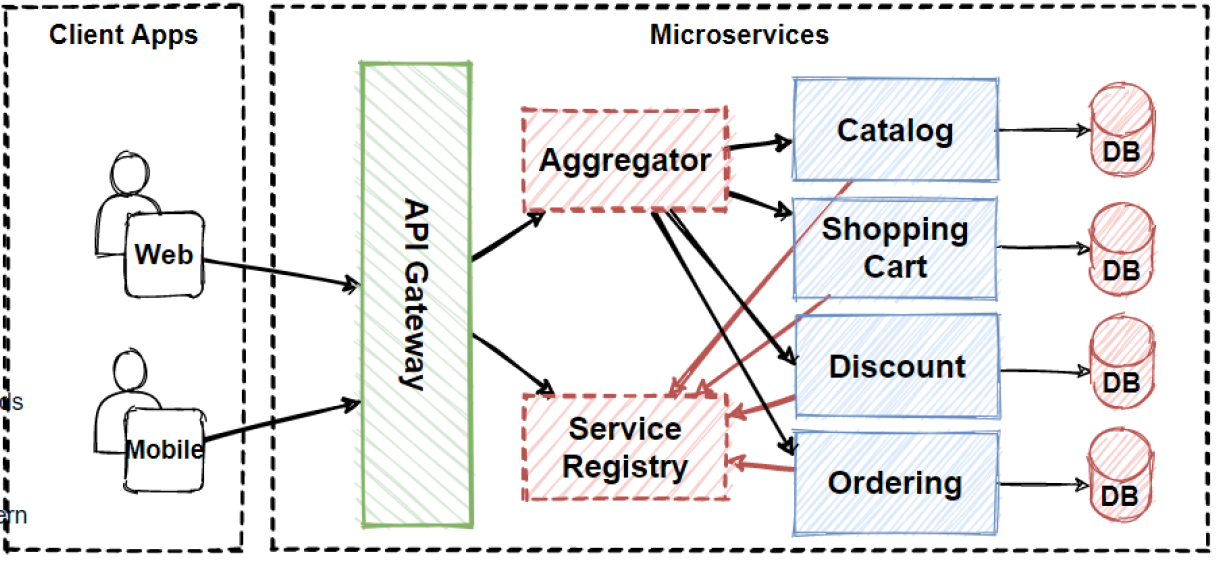 Client Apps
Microservices
Web
Mobile
API Gateway
Aggregator
Service
Registry
Catalog
Shopping
Cart
Discount
Ordering
DB
DB
DB
DB
ds
ern